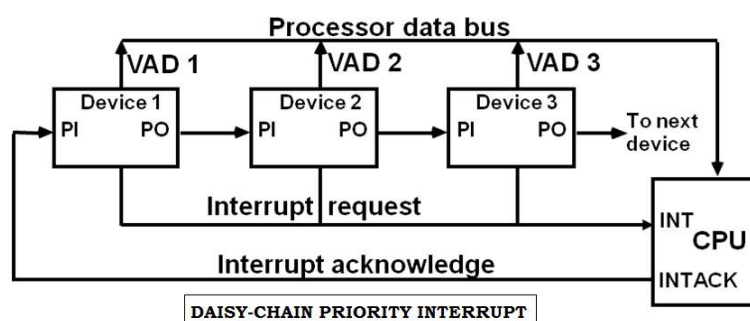 Processor data bus
VAD 1
VAD 2
VAD 3
Device 1
PI PO
Device 2
PI PO
Device 3
PI PO
To next
device
Interrupt request
INT
CPU
Interrupt acknowledge
INTACK
DAISY-CHAIN PRIORITY INTERRUPT